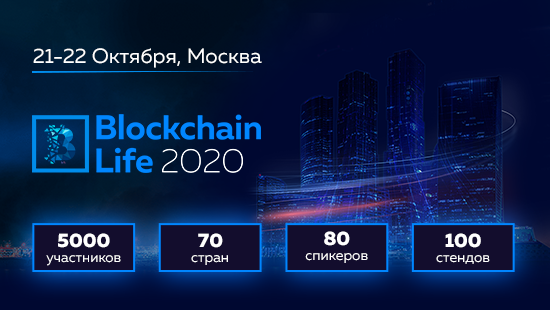 21-22 Октября, Москва
Blockchain
Life 2020
5000
участников
70
стран
80
спикеров
100
стендов